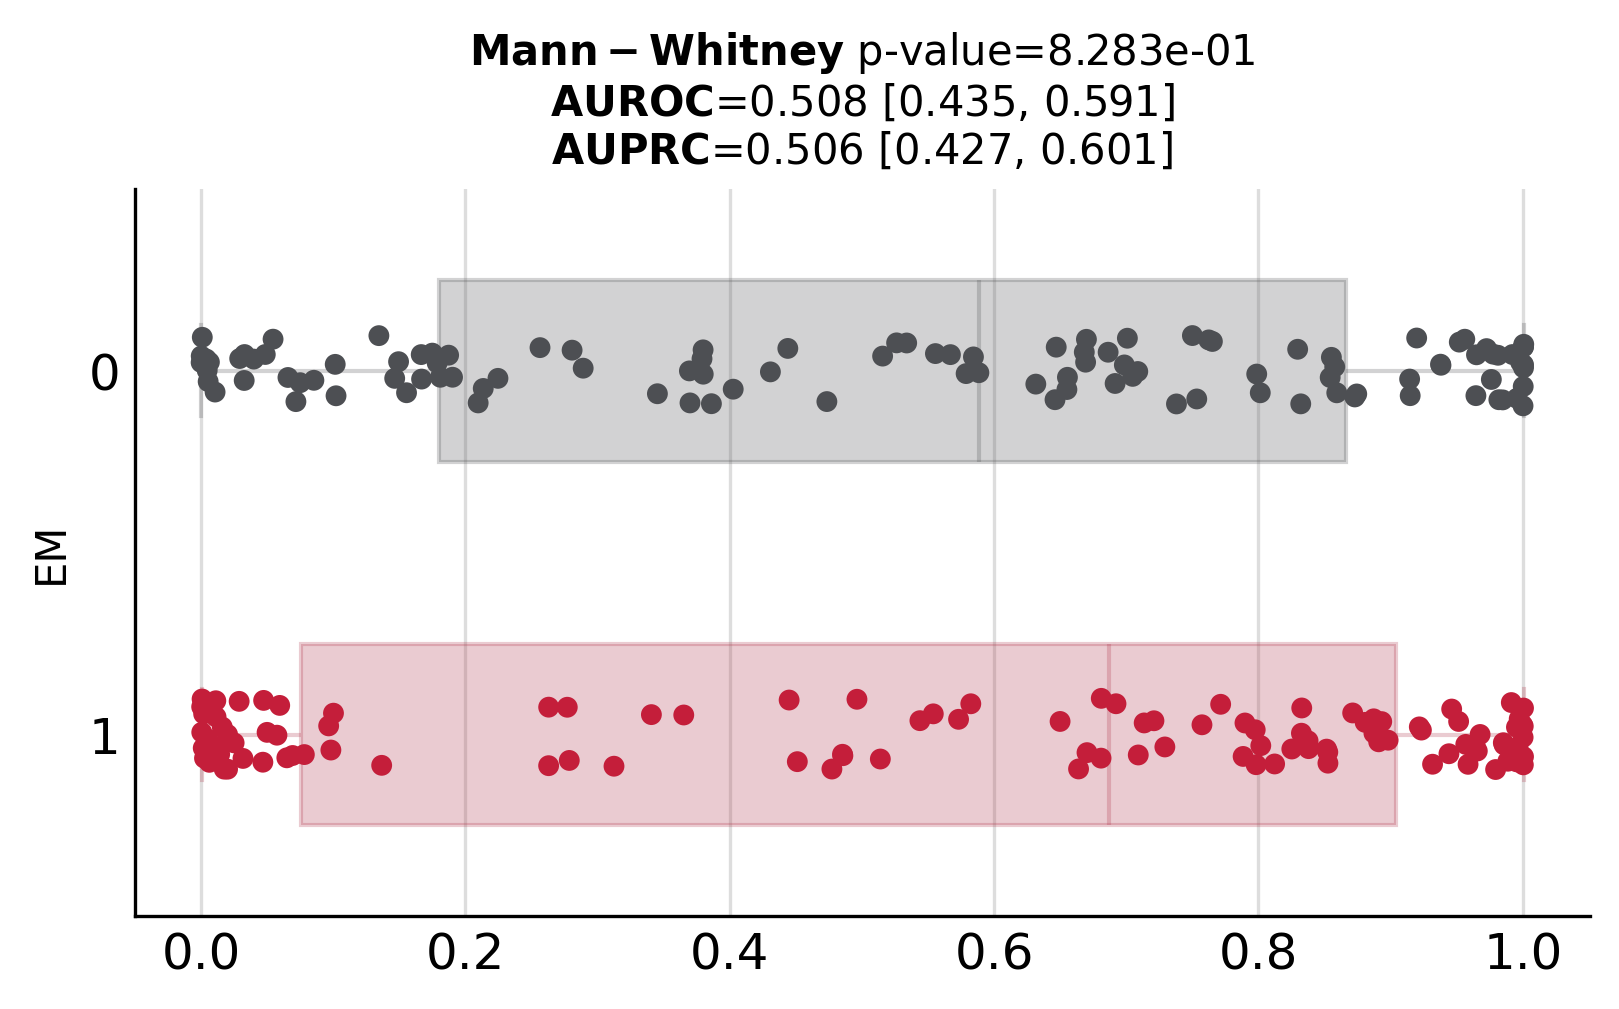 Mann − Whitney p-value=8.283e-01
AUROC=0.508 [0.435, 0.591]
AUPRC=0.506 [0.427, 0.601]
0
EM
1
0.0 0.2 0.4 0.6 0.8 1.0